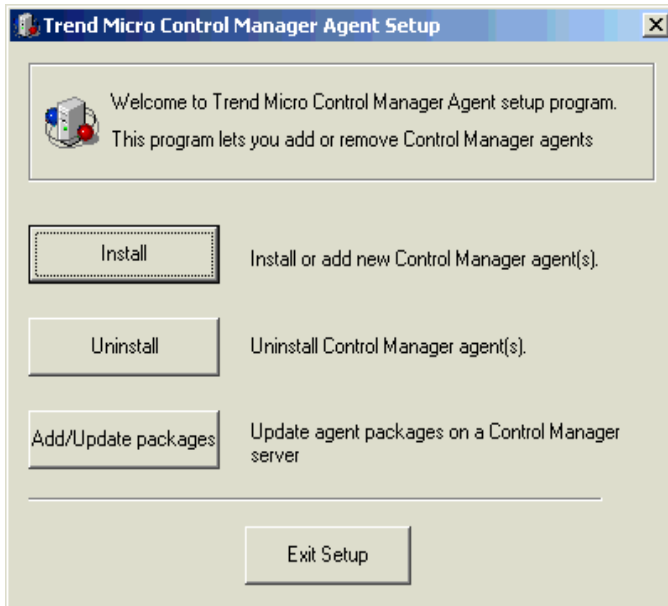 Trend Micro Control Manager Agent Setup
Welcome to Trend Micro Control Manager Agent setup program.
This program lets you add or remove Control Manager agents
Install
Install or add new Control Manager agent(s).
Uninstall
Uninstall Control Manager agent(s).
Add/Update packages
Update agent packages on a Control Manager
server
Exit Setup